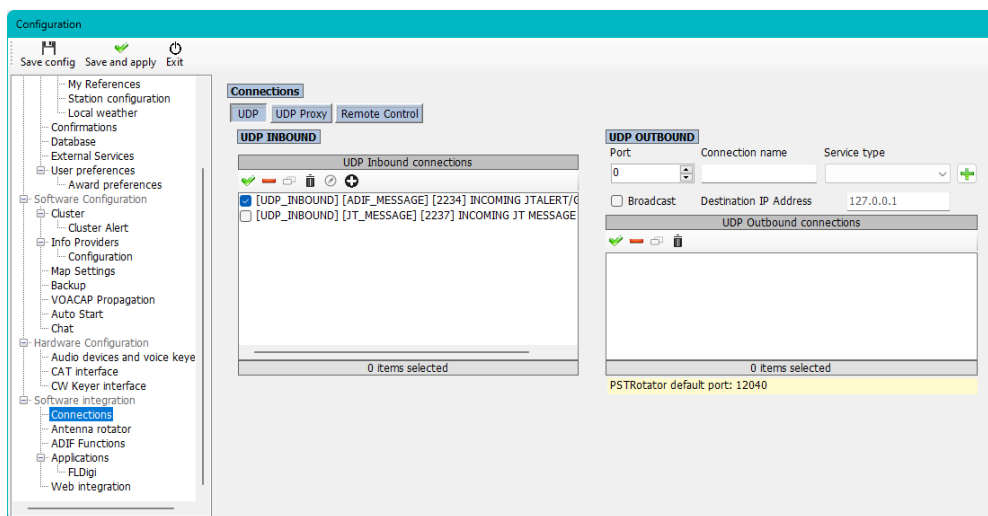 Configuration
Save config Save and apply Exit
My References
Station configuration
Local weather
Confirmations
Database
External Services
User preferences
Award preferences
Software Configuration
Cluster
Cluster Alert
Info Providers
Configuration
Map Settings
Backup
VOACAP Propagation
Auto Start
Chat
Hardware Configuration
Audio devices and voice keye
CAT interface
CW Keyer interface
Software integration
Connections
Antenna rotator
ADIF Functions
Applications
FLDigi
Web integration
Connections
UDP UDP Proxy Remote Control
UDP INBOUND
UDP Inbound connections
[UDP_INBOUND] [ADIF_MESSAGE] [2234] INCOMING JTALERT/G
[UDP_INBOUND] [JT_MESSAGE] [2237] INCOMING JT MESSAGE
0 items selected
UDP OUTBOUND
Port Connection name Service type
0
Broadcast Destination IP Address 127.0.0.1
UDP Outbound connections
0 items selected
PSTRotator default port: 12040